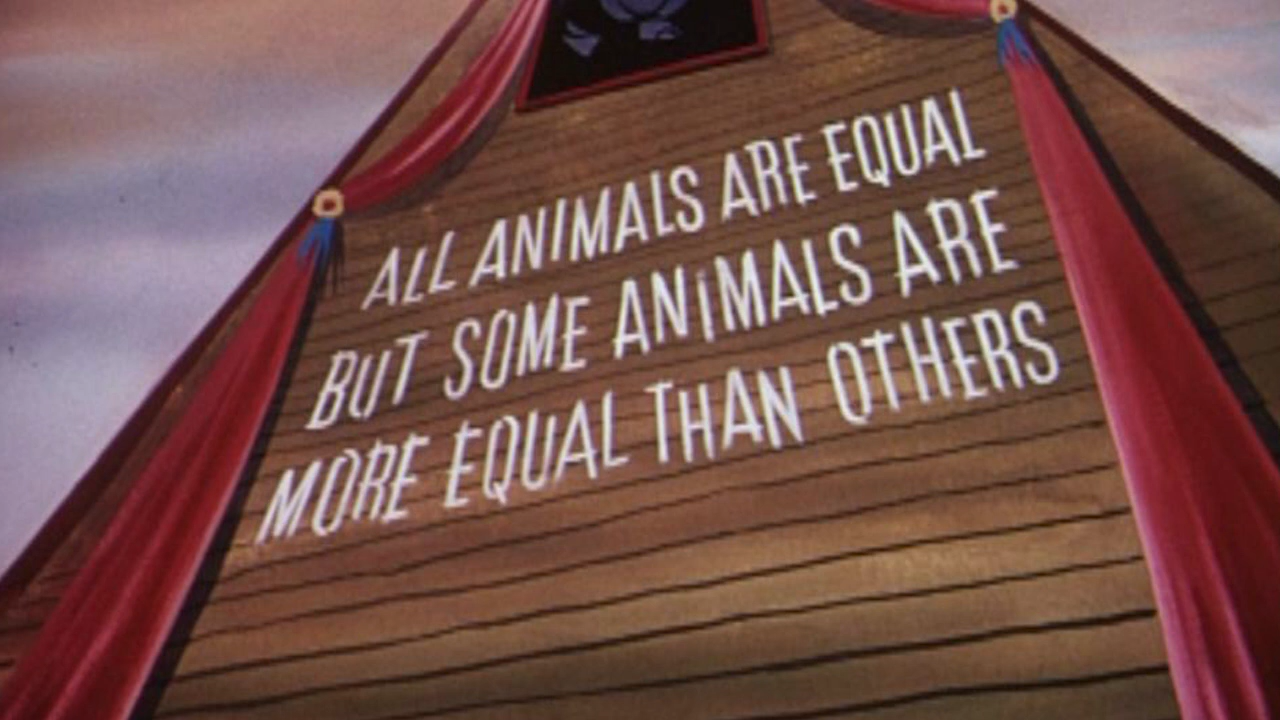 ALL ANIMALS ARE EQUAL
BUT SOME ANiMALS ARE
MORE EQUAL THAN OTHERS